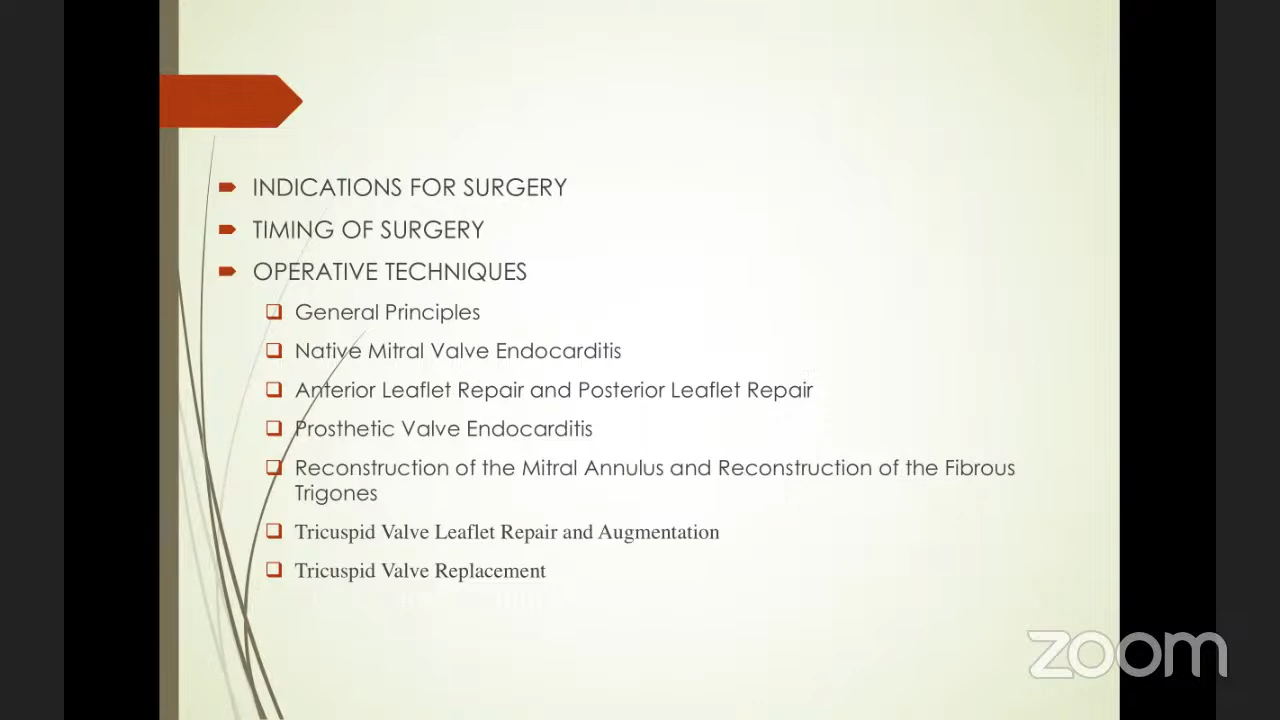 INDICATIONS FOR SURGERY
TIMING OF SURGERY
OPERATIVE TECHNIQUES
General Principles
Native Mitral Valve Endocarditis
Anterior Leaflet Repair and Posterior Leaflet Repair
Prosthetic Valve Endocarditis
Reconstruction of the Mitral Annulus and Reconstruction of the Fibrous
Trigones
Tricuspid Valve Leaflet Repair and Augmentation
Tricuspid Valve Replacement
zoom